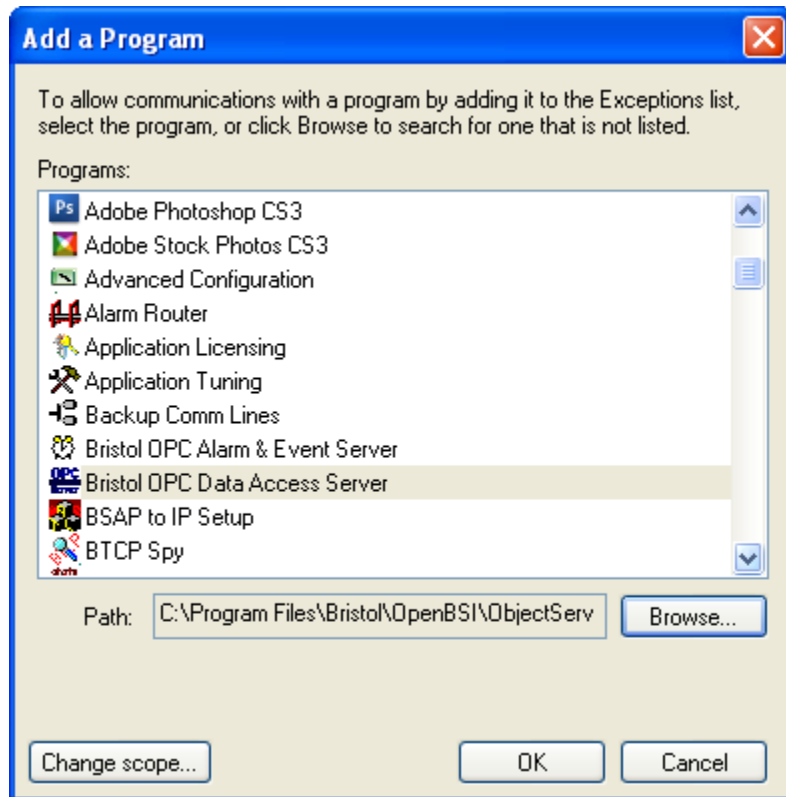 Add a Program
To allow communications with a program by adding it to the Exceptions list,
select the program, or click Browse to search for one that is not listed.
Programs:
Ps Adobe Photoshop CS3
Adobe Stock Photos CS3
Advanced Configuration
Alarm Router
Application Licensing
Application Tuning
Backup Comm Lines
Bristol OPC Alarm & Event Server
OPC Bristol OPC Data Access Server
BSAP to IP Setup
BTCP Spy
Path: C:\Program Files\Bristol\OpenBSI\ObjectServ Browse...
Change scope... OK Cancel